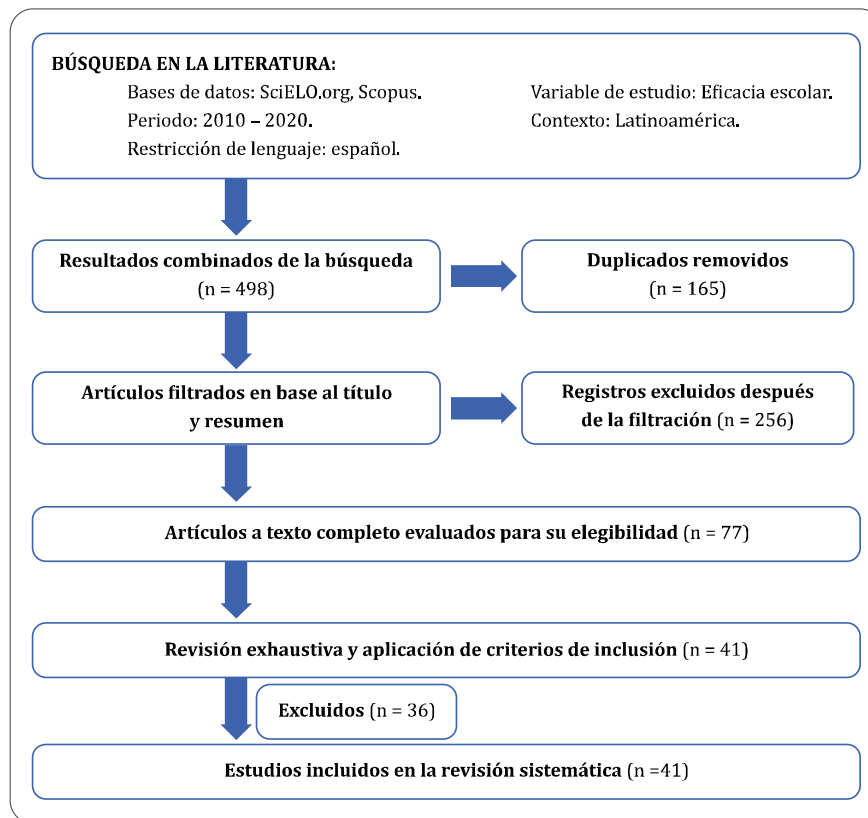 BÚSQUEDA EN LA LITERATURA:
Bases de datos: SciELO.org, Scopus.
Periodo: 2010 – 2020.
Restricción de lenguaje: español.
Variable de estudio: Eficacia escolar.
Contexto: Latinoamérica.
Resultados combinados de la búsqueda
(n = 498)
Duplicados removidos
(n = 165)
Artículos filtrados en base al título
y resumen
Registros excluidos después
de la filtración (n = 256)
Artículos a texto completo evaluados para su elegibilidad (n = 77)
Revisión exhaustiva y aplicación de criterios de inclusión (n = 41)
Excluidos (n = 36)
Estudios incluidos en la revisión sistemática (n =41)